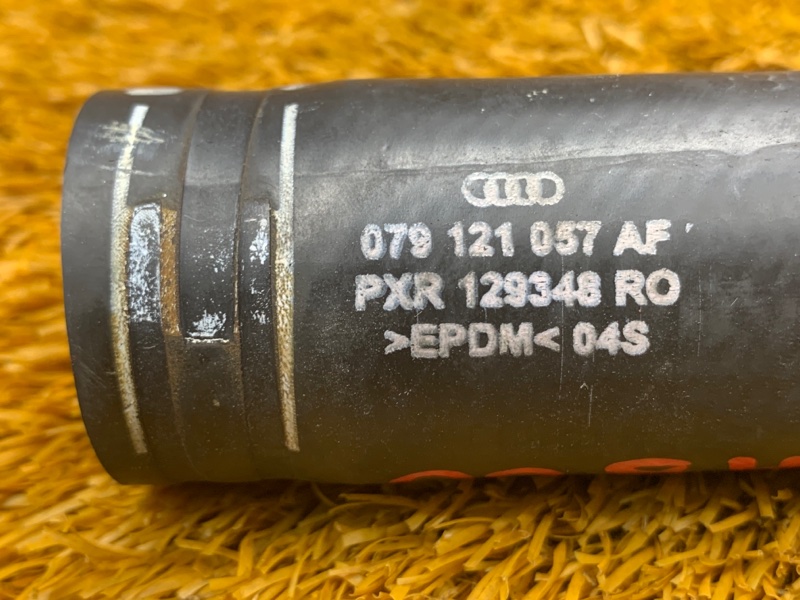 079 121 057 AF
PXR 129348 RO
>EPDM< 04S